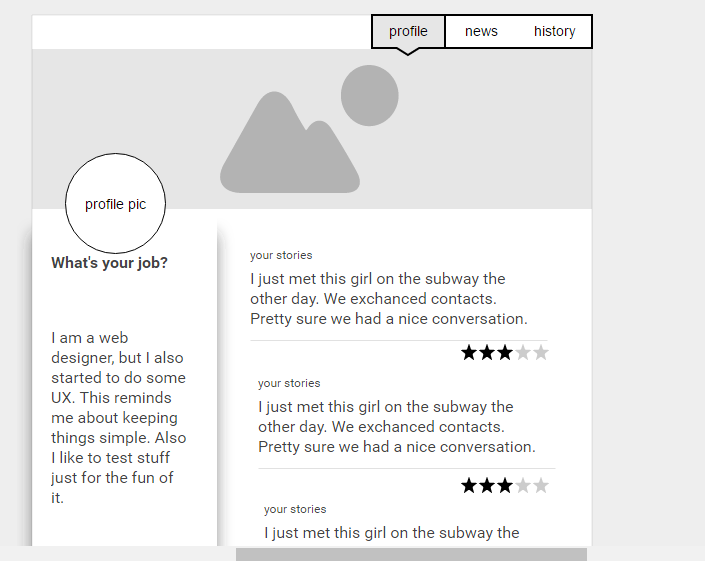 profile
news
history
profile pic
What's your job?
I am a web
designer, but I also
started to do some
UX. This reminds
me about keeping
things simple. Also
I like to test stuff
just for the fun of
it.
your stories
I just met this girl on the subway the
other day. We exchanced contacts.
Pretty sure we had a nice conversation.
your stories
I just met this girl on the subway the
other day. We exchanced contacts.
Pretty sure we had a nice conversation.
your stories
I just met this girl on the subway the